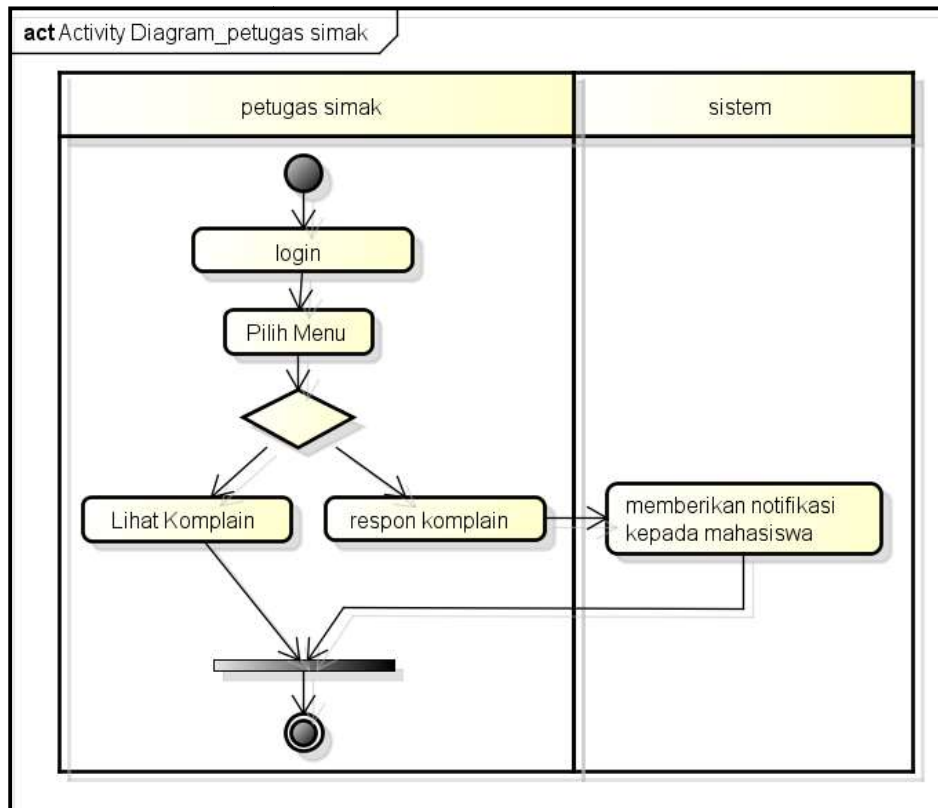 act Activity Diagram_petugas simak
petugas simak
sistem
login
Pilih Menu
Lihat Komplain
respon komplain
memberikan notifikasi
kepada mahasiswa